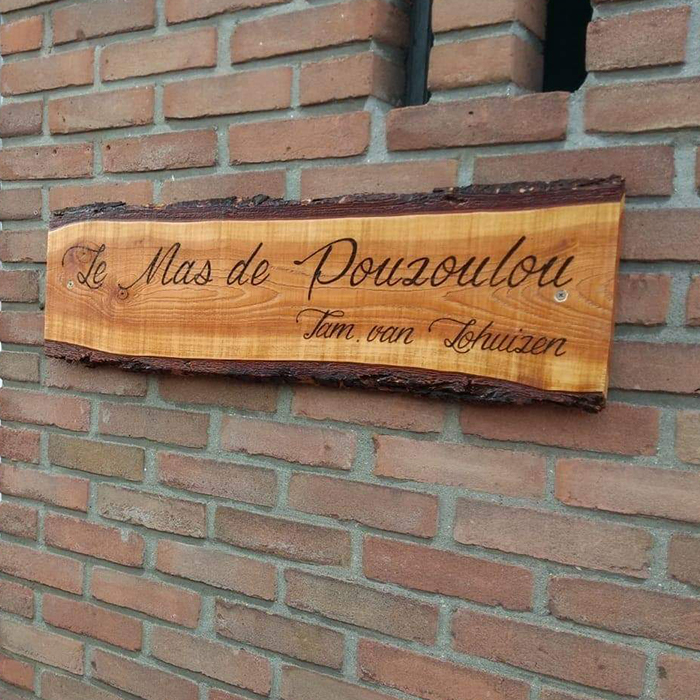 Le Mas de Pouzoulou
Fam. van Lohuizen